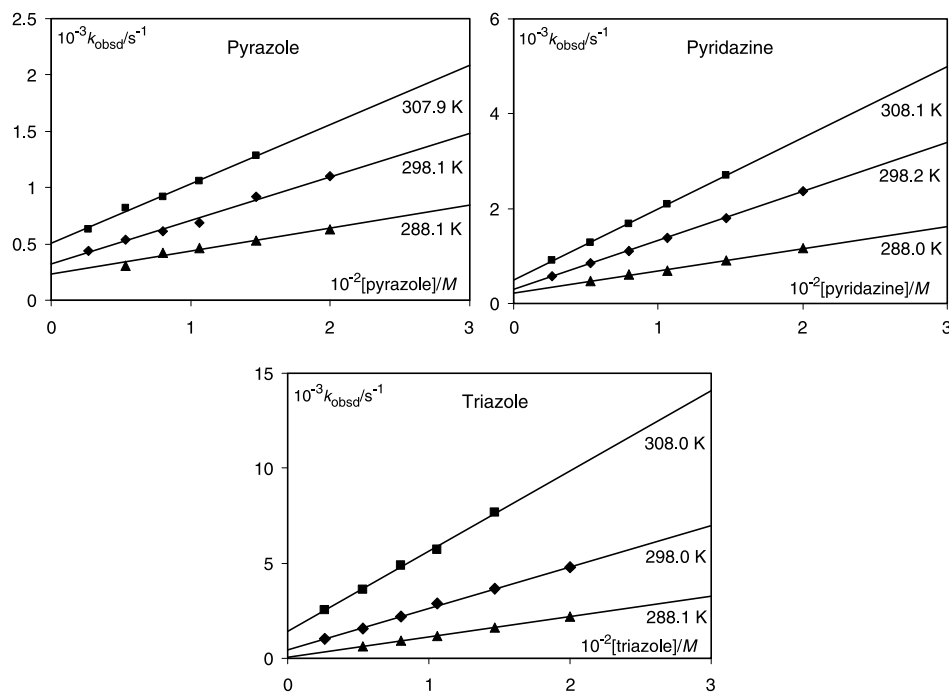 10⁻³k_obsd/s⁻¹
Pyrazole
2.5
2
1.5
1
0.5
0
307.9 K
298.1 K
288.1 K
10⁻²[pyrazole]/M
0 1 2 3
10⁻³k_obsd/s⁻¹
Pyridazine
6
4
2
0
308.1 K
298.2 K
288.0 K
10⁻²[pyridazine]/M
0 1 2 3
10⁻³k_obsd/s⁻¹
Triazole
15
10
5
0
308.0 K
298.0 K
288.1 K
10⁻²[triazole]/M
0 1 2 3